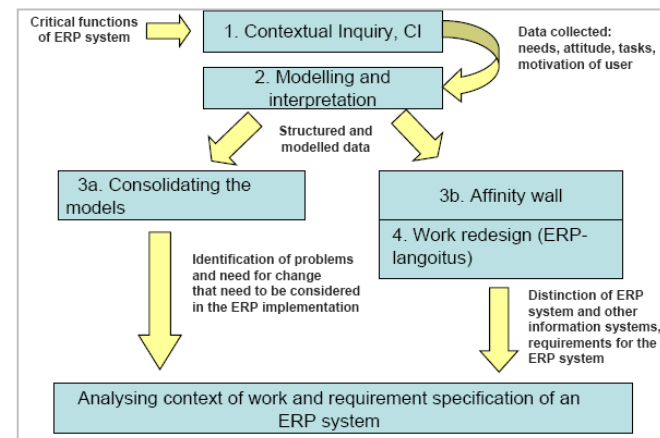 Critical functions
of ERP system
1. Contextual Inquiry, CI
Data collected:
needs, attitude, tasks,
motivation of user
2. Modelling and
interpretation
Structured and
modelled data
3a. Consolidating the
models
3b. Affinity wall
4. Work redesign (ERP-
langoitus)
Identification of problems
and need for change
that need to be considered
in the ERP implementation
Distinction of ERP
system and other
information systems,
requirements for the
ERP system
Analysing context of work and requirement specification of an
ERP system